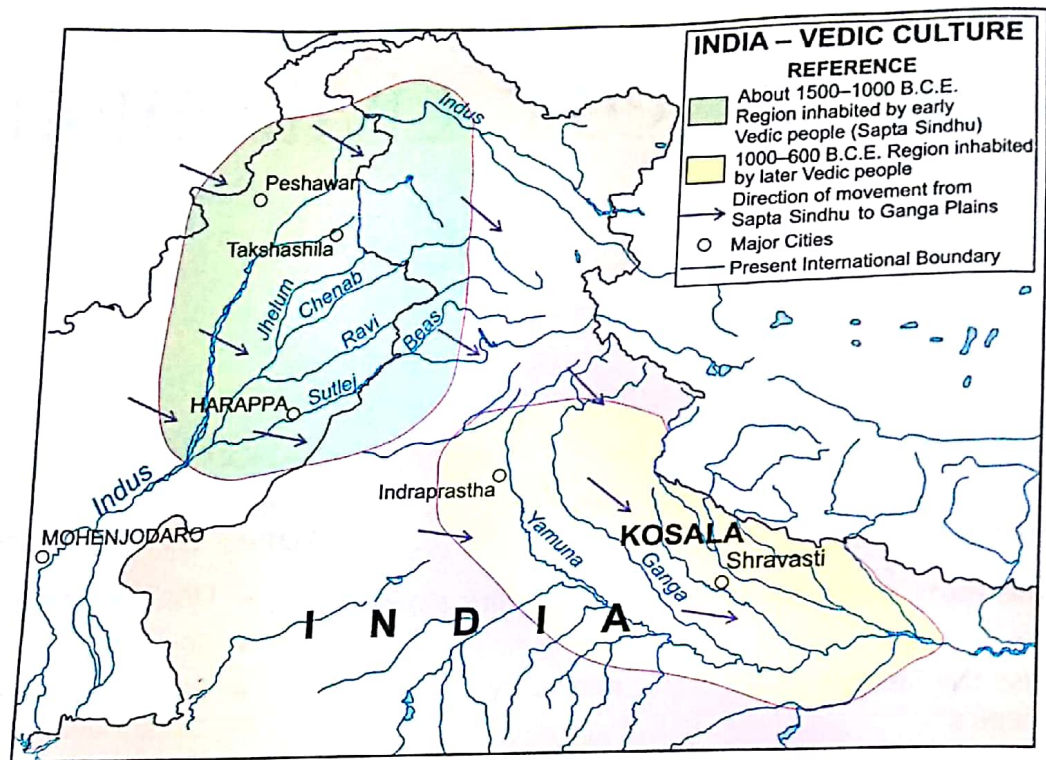 INDIA – VEDIC CULTURE
REFERENCE
About 1500–1000 B.C.E.
Region inhabited by early
Vedic people (Sapta Sindhu)
1000–600 B.C.E. Region inhabited
by later Vedic people
Direction of movement from
Sapta Sindhu to Ganga Plains
Major Cities
Present International Boundary
Indus
Peshawar
Takshashila
Jhelum
Chenab
Ravi
Beas
Sutlej
HARAPPA
Indus
MOHENJODARO
Indraprastha
Yamuna
Ganga
KOSALA
Shravasti
INDIA